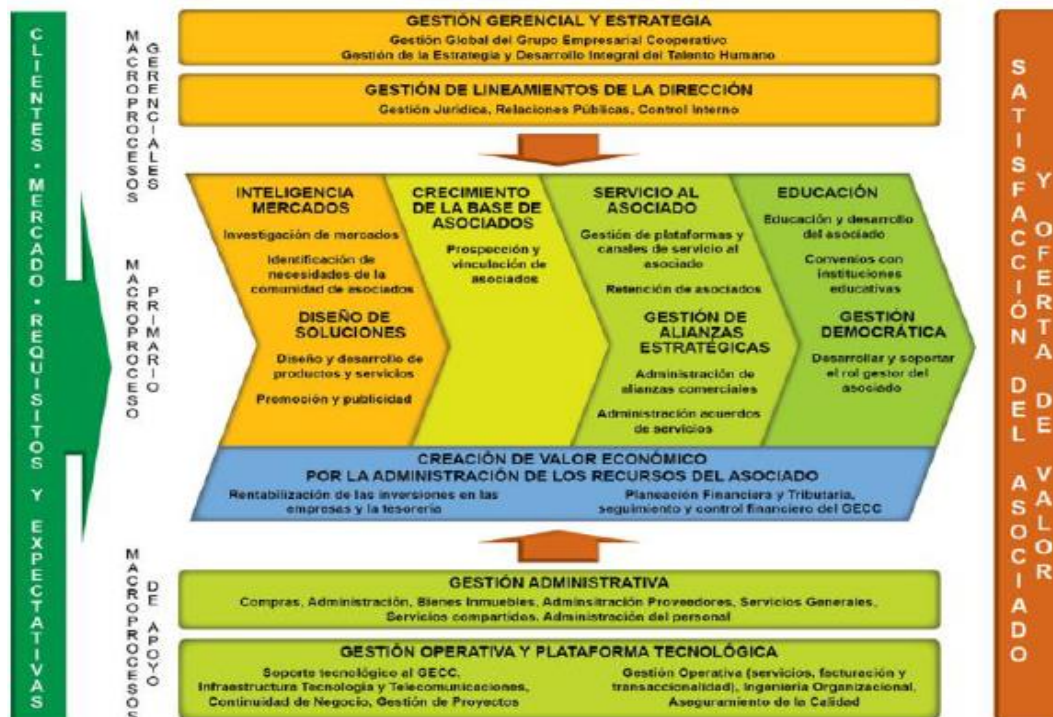 CLIENTES · MERCADO · REQUISITOS Y EXPECTATIVAS
MACROPROCESOS
GERENCIALES
GESTIÓN GERENCIAL Y ESTRATEGIA
Gestión Global del Grupo Empresarial Cooperativo
Gestión de la Estrategia y Desarrollo Integral del Talento Humano
GESTIÓN DE LINEAMIENTOS DE LA DIRECCIÓN
Gestión Jurídica, Relaciones Públicas, Control Interno
MACROPROCESO
PRIMARIO
INTELIGENCIA
MERCADOS
Investigación de mercados
Identificación de
necesidades de la
comunidad de asociados
DISEÑO DE
SOLUCIONES
Diseño y desarrollo de
productos y servicios
Promoción y publicidad
CRECIMIENTO
DE LA BASE DE
ASOCIADOS
Prospección y
vinculación de
asociados
SERVICIO AL
ASOCIADO
Gestión de plataformas y
canales de servicio al
asociado
Retención de asociados
GESTIÓN DE
ALIANZAS
ESTRATÉGICAS
Administración de
alianzas comerciales
Administración acuerdos
de servicios
EDUCACIÓN
Educación y desarrollo
del asociado
Convenios con
instituciones
educativas
GESTIÓN
DEMOCRÁTICA
Desarrollar y soportar
el rol gestor del
asociado
CREACIÓN DE VALOR ECONÓMICO
POR LA ADMINISTRACIÓN DE LOS RECURSOS DEL ASOCIADO
Rentabilización de las inversiones en las
empresas y la tesorería
Planeación Financiera y Tributaria,
seguimiento y control financiero del GECC
MACROPROCESOS
DE APOYO
GESTIÓN ADMINISTRATIVA
Compras, Administración, Bienes Inmuebles, Adminsitración Proveedores, Servicios Generales,
Servicios compartidos, Administración del personal
GESTIÓN OPERATIVA Y PLATAFORMA TECNOLÓGICA
Soporte tecnológico al GECC,
Infraestructura Tecnología y Telecomunicaciones,
Continuidad de Negocio, Gestión de Proyectos
Gestión Operativa (servicios, facturación y
transaccionalidad), Ingeniería Organizacional,
Aseguramiento de la Calidad
SATISFACCIÓN DEL ASOCIADO
Y OFERTA DE VALOR